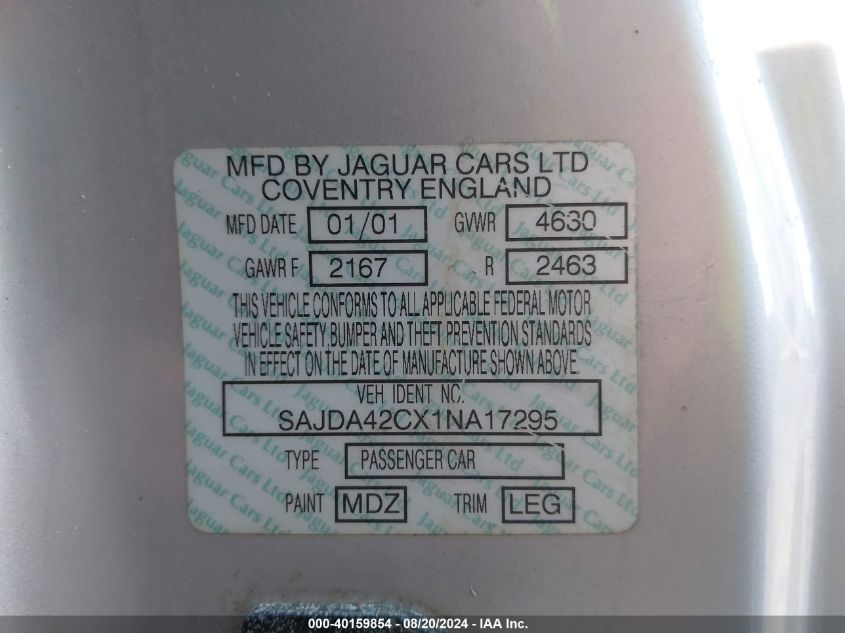 MFD BY JAGUAR CARS LTD
COVENTRY ENGLAND
MFD DATE 01/01 GVWR 4630
GAWR F 2167 R 2463
THIS VEHICLE CONFORMS TO ALL APPLICABLE FEDERAL MOTOR
VEHICLE SAFETY,BUMPER AND THEFT PREVENTION STANDARDS
IN EFFECT ON THE DATE OF MANUFACTURE SHOWN ABOVE.
VEH IDENT NO.
SAJDA42CX1NA17295
TYPE PASSENGER CAR
PAINT MDZ TRIM LEG
000-40159854 - 08/20/2024 - IAA Inc.